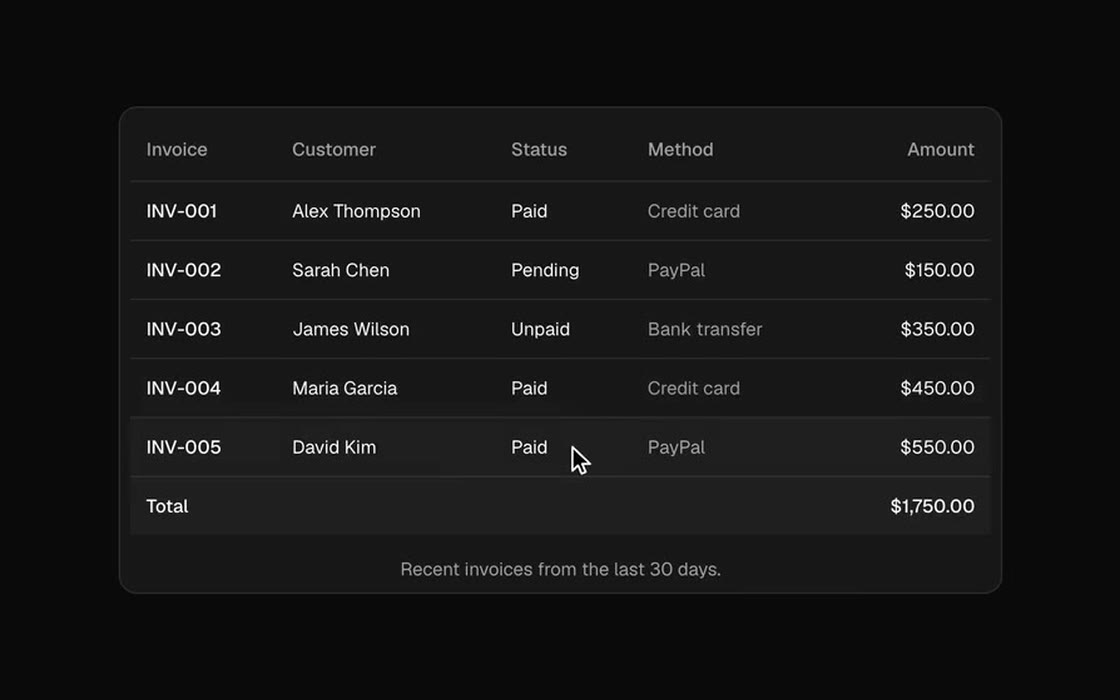 Invoice Customer Status Method Amount
INV-001 Alex Thompson Paid Credit card $250.00
INV-002 Sarah Chen Pending PayPal $150.00
INV-003 James Wilson Unpaid Bank transfer $350.00
INV-004 Maria Garcia Paid Credit card $450.00
INV-005 David Kim Paid PayPal $550.00
Total $1,750.00
Recent invoices from the last 30 days.